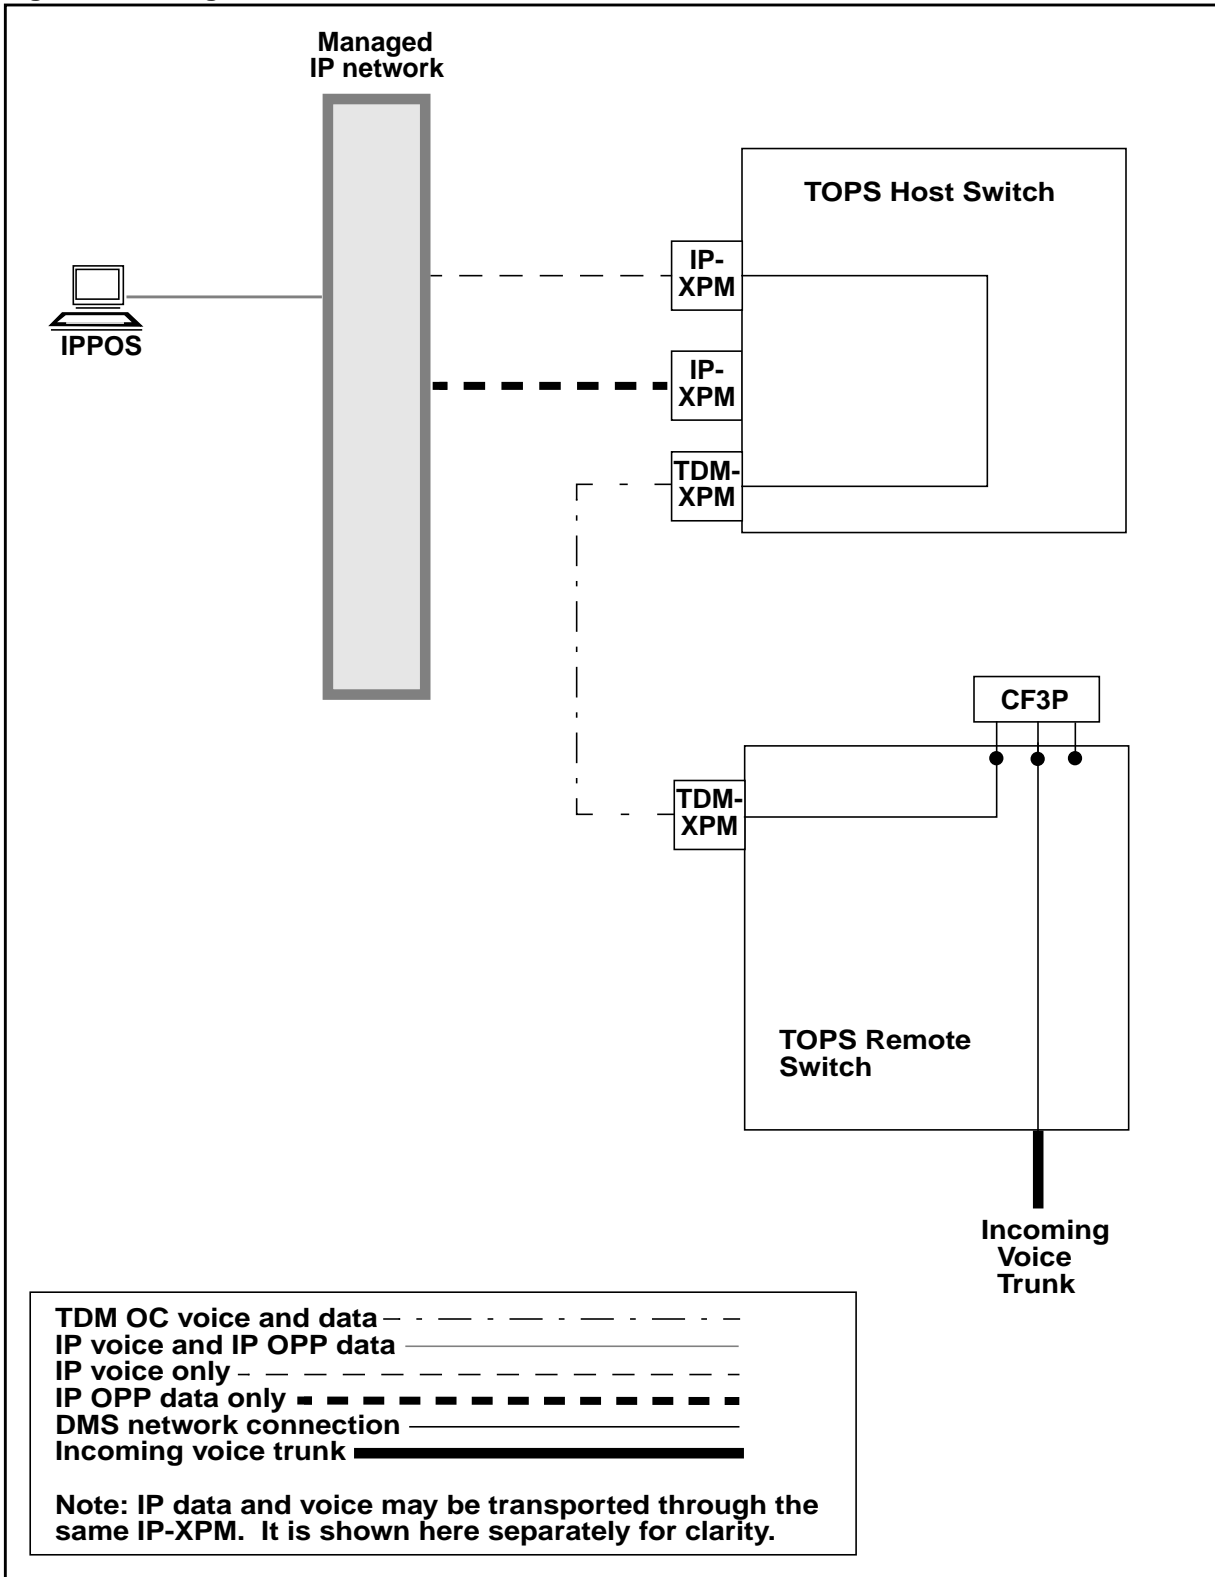 Managed
IP network
TOPS Host Switch
IP-
XPM
IPPOS
IP-
XPM
TDM-
XPM
CF3P
TDM-
XPM
TOPS Remote
Switch
Incoming
Voice
Trunk
TDM OC voice and data
IP voice and IP OPP data
IP voice only
IP OPP data only
DMS network connection
Incoming voice trunk
Note: IP data and voice may be transported through the
same IP-XPM. It is shown here separately for clarity.